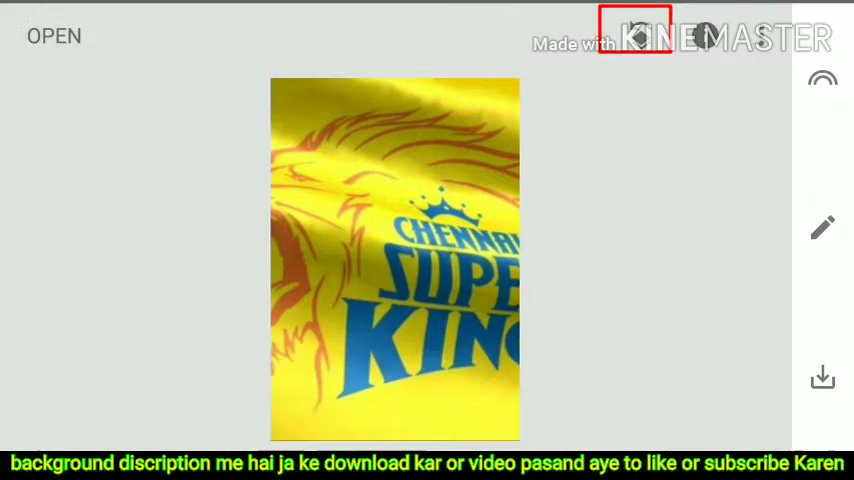 OPEN
Made with KINEMASTER
CHENNAI
SUPE
KING
background discription me hai ja ke download kar or video pasand aye to like or subscribe Karen